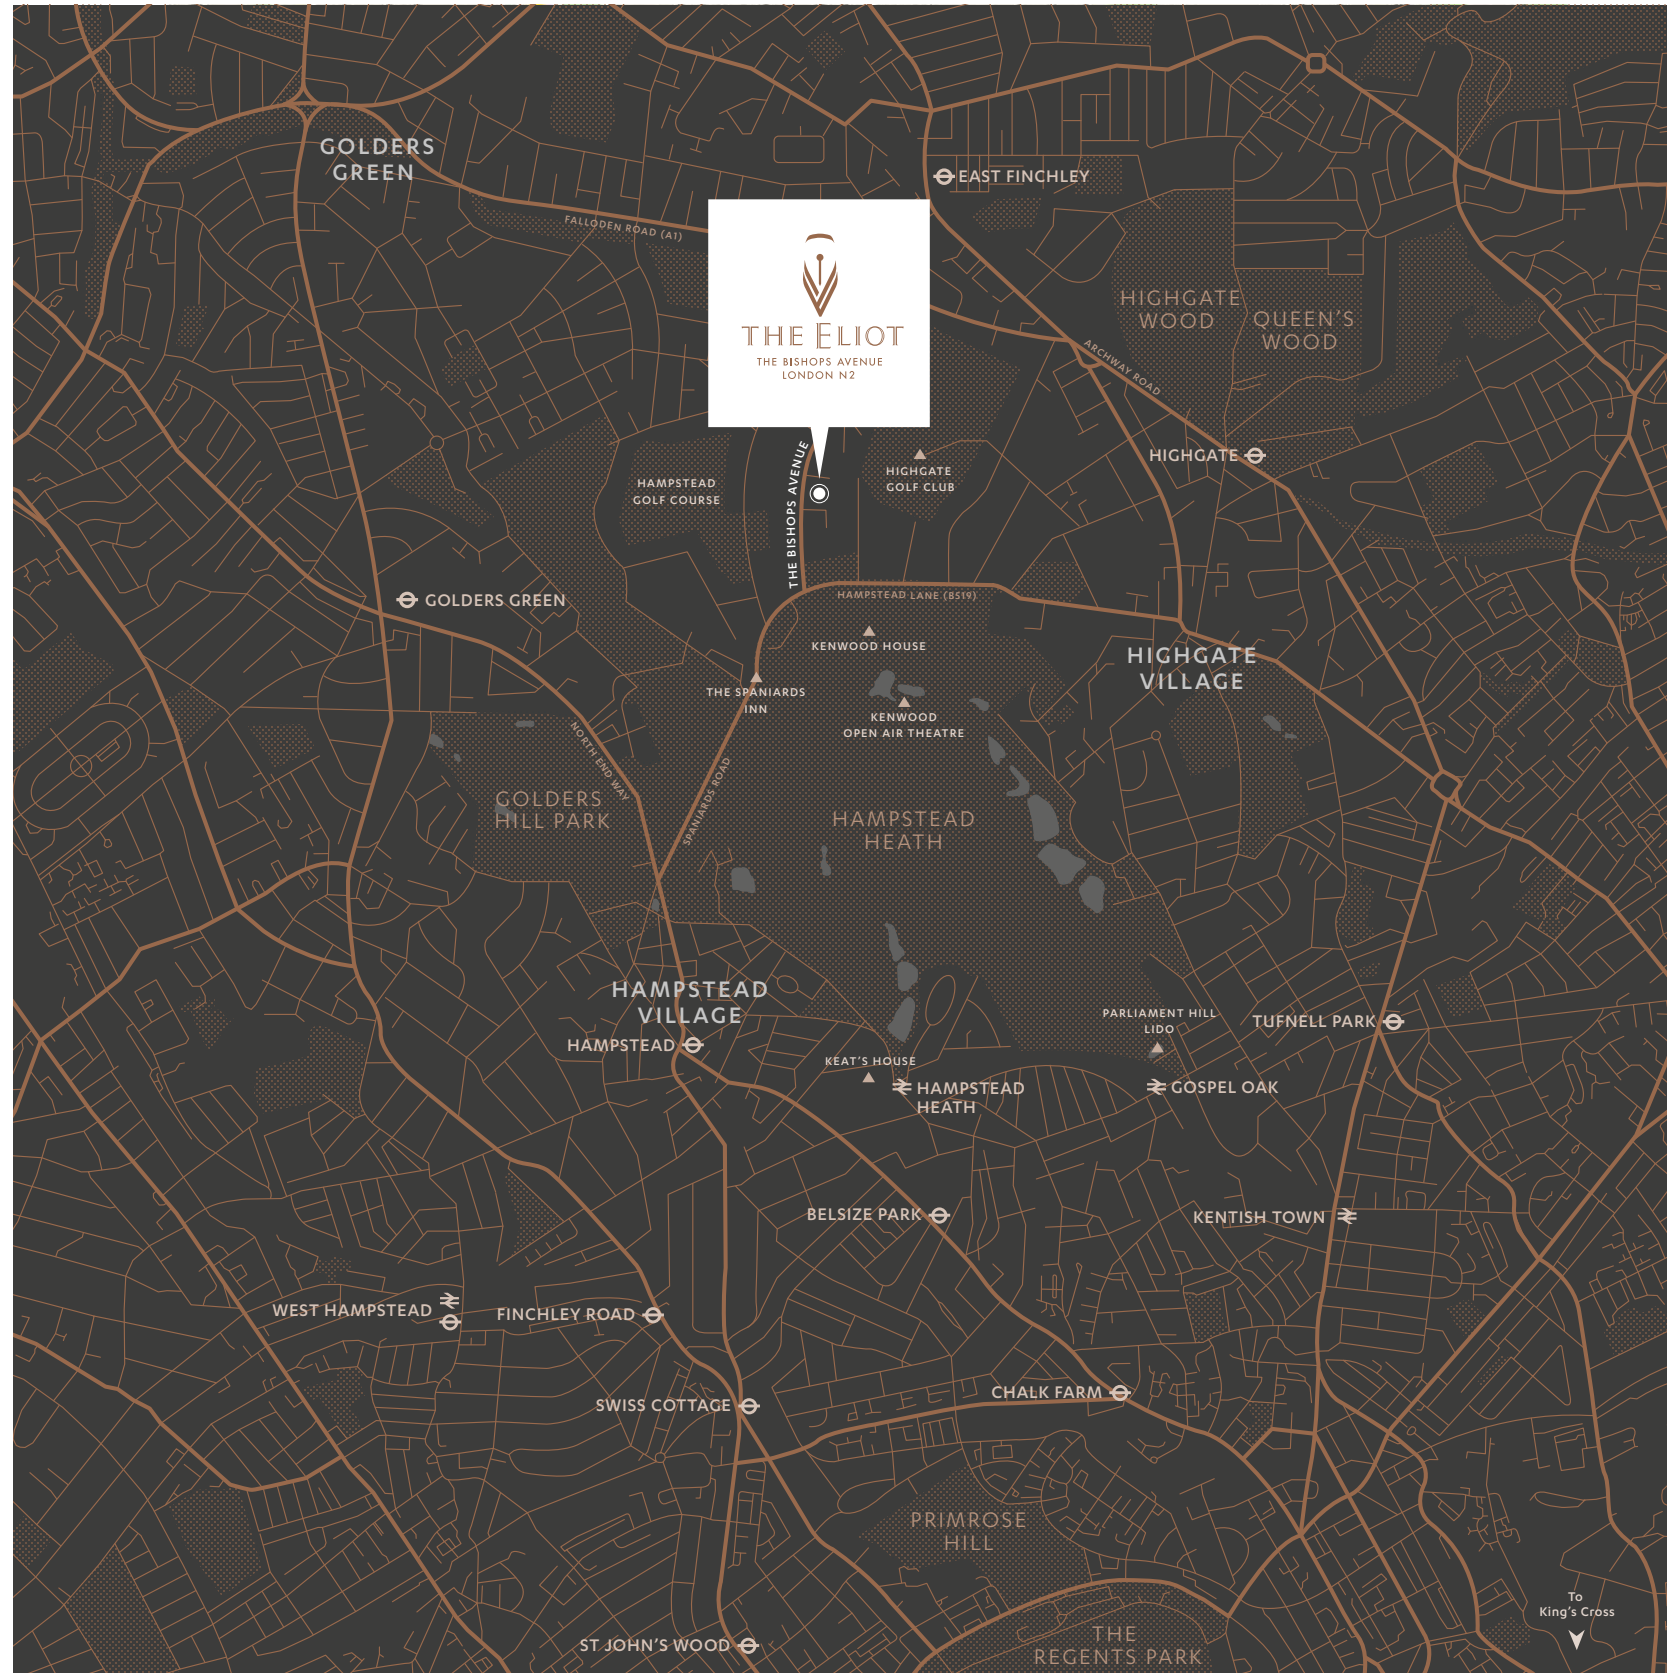 GOLDERS
GREEN
EAST FINCHLEY
FALLODEN ROAD (A1)
THE ELIOT
THE BISHOPS AVENUE
LONDON N2
HIGHGATE
WOOD
QUEEN'S
WOOD
ARCHWAY ROAD
HIGHGATE
HAMPSTEAD
GOLF COURSE
THE BISHOPS AVENUE
HIGHGATE
GOLF CLUB
GOLDERS GREEN
HAMPSTEAD LANE (B519)
KENWOOD HOUSE
HIGHGATE
VILLAGE
THE SPANIARDS
INN
KENWOOD
OPEN AIR THEATRE
NORTH END WAY
SPANIARDS ROAD
GOLDERS
HILL PARK
HAMPSTEAD
HEATH
HAMPSTEAD
VILLAGE
HAMPSTEAD
PARLIAMENT HILL
LIDO
TUFNELL PARK
KEAT'S HOUSE
HAMPSTEAD
HEATH
GOSPEL OAK
BELSIZE PARK
KENTISH TOWN
WEST HAMPSTEAD
FINCHLEY ROAD
SWISS COTTAGE
CHALK FARM
PRIMROSE
HILL
To
King's Cross
ST JOHN'S WOOD
THE
REGENTS PARK